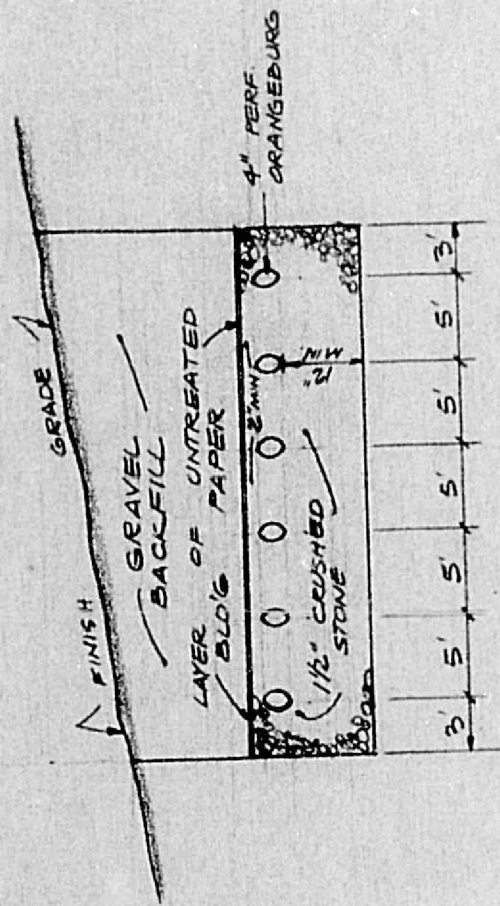 FINISH GRADE
GRAVEL
BACKFILL
LAYER OF UNTREATED
BLD'G. PAPER
4" PERF.
ORANGEBURG
2" MIN
12"
MIN.
1½" CRUSHED
STONE
3' 5' 5' 5' 5' 5' 3'